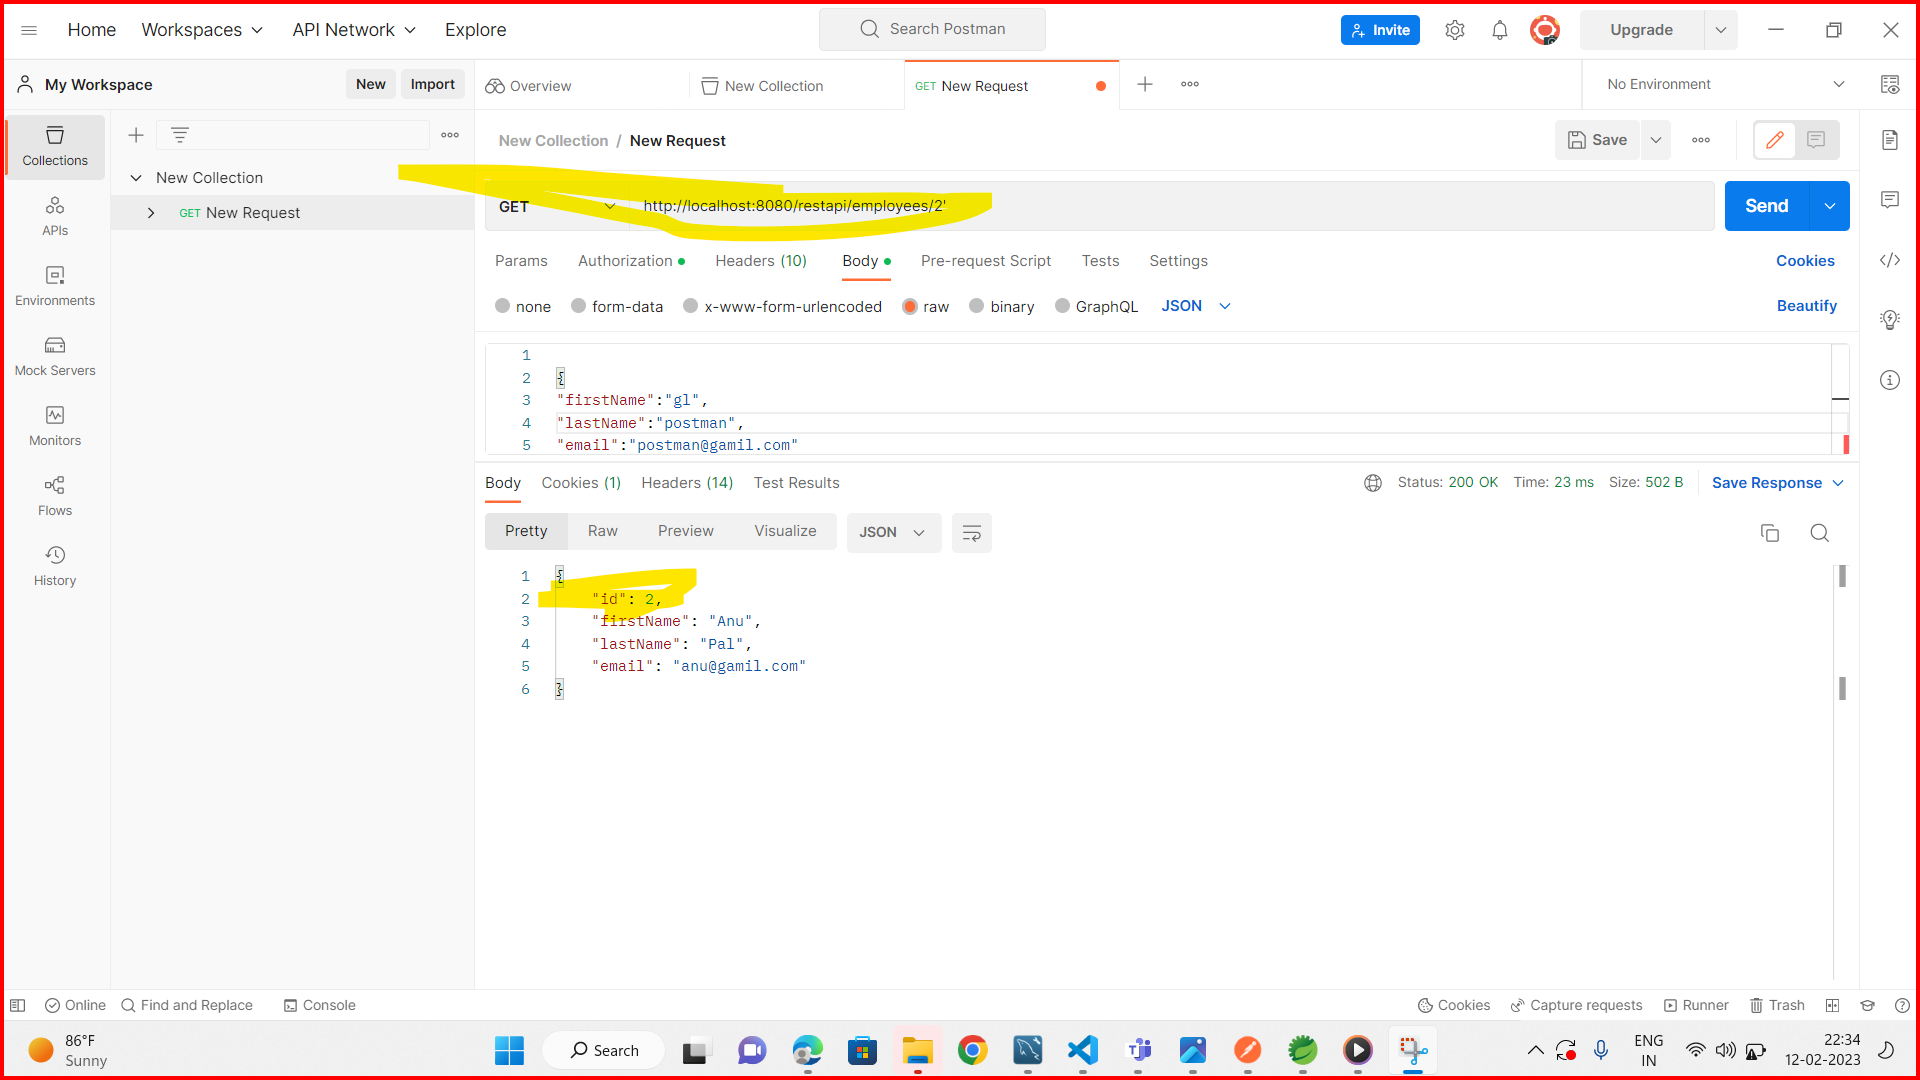 Home Workspaces API Network Explore Search Postman Invite Upgrade
My Workspace New Import Overview New Collection GET New Request No Environment
Collections
APIs
Environments
Mock Servers
Monitors
Flows
History
New Collection
GET New Request
New Collection / New Request Save
GET http://localhost:8080/restapi/employees/2' Send
Params Authorization Headers (10) Body Pre-request Script Tests Settings Cookies
none form-data x-www-form-urlencoded raw binary GraphQL JSON Beautify
1
2 {
3 "firstName":"gl",
4 "lastName":"postman",
5 "email":"postman@gamil.com"
Body Cookies (1) Headers (14) Test Results Status: 200 OK Time: 23 ms Size: 502 B Save Response
Pretty Raw Preview Visualize JSON
1 {
2 "id": 2,
3 "firstName": "Anu",
4 "lastName": "Pal",
5 "email": "anu@gamil.com"
6 }
Online Find and Replace Console Cookies Capture requests Runner Trash
86°F
Sunny
Search
ENG
IN
22:34
12-02-2023